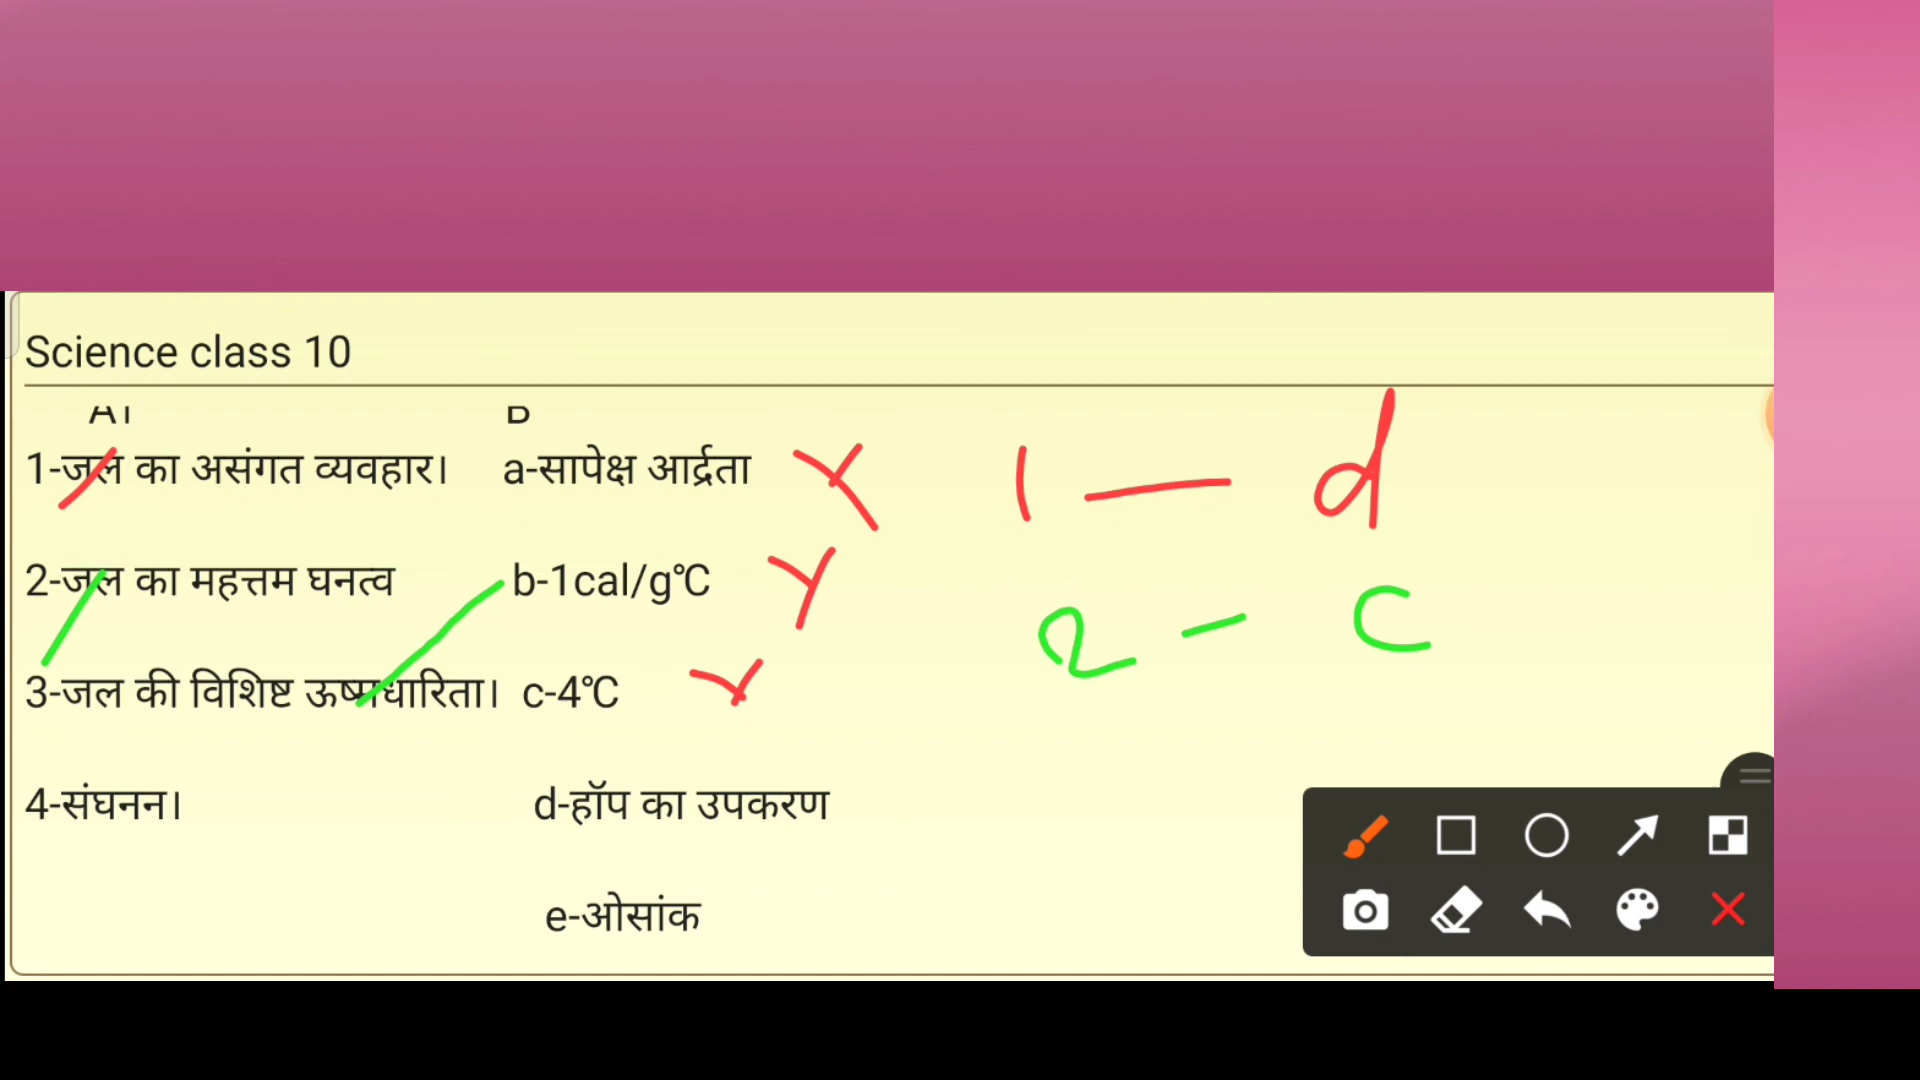 Science class 10
A। B
1-जल का असंगत व्यवहार। a-सापेक्ष आर्द्रता 1 — d
2-जल का महत्तम घनत्व b-1cal/g°C 2 - c
3-जल की विशिष्ट ऊष्माधारिता। c-4°C
4-संघनन। d-हॉप का उपकरण
e-ओसांक